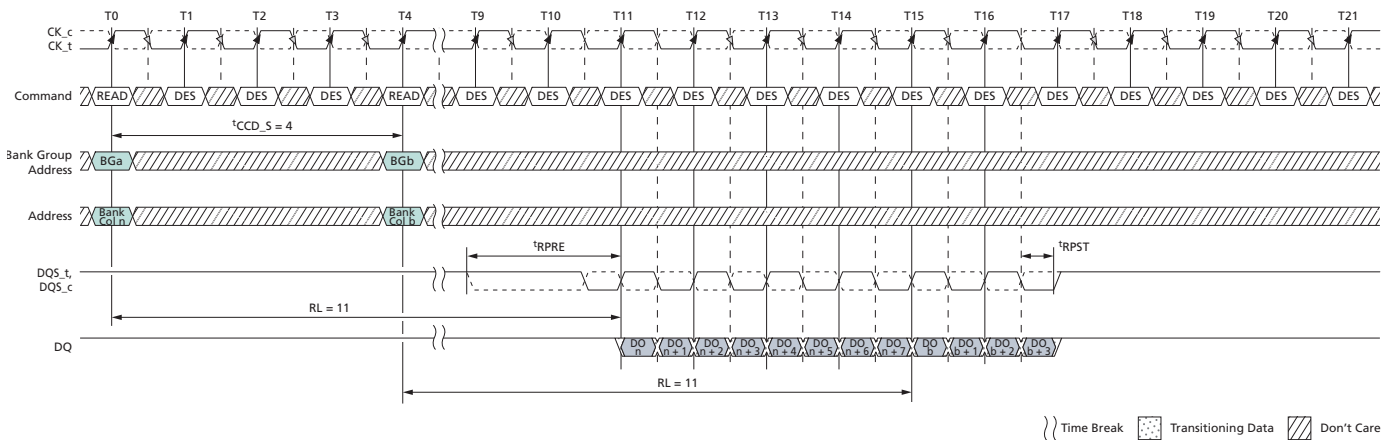 T0 T1 T2 T3 T4 T9 T10 T11 T12 T13 T14 T15 T16 T17 T18 T19 T20 T21
CK_c
CK_t
Command READ DES DES DES READ DES DES DES DES DES DES DES DES DES DES DES DES DES
tCCD_S = 4
Bank Group
Address
BGa BGb
Address
Bank
Col n
Bank
Col b
tRPRE tRPST
DQS_t,
DQS_c
RL = 11
DQ
DO
n
DO
n + 1
DO
n + 2
DO
n + 3
DO
n + 4
DO
n + 5
DO
n + 6
DO
n + 7
DO
b
DO
b + 1
DO
b + 2
DO
b + 3
RL = 11
Time Break Transitioning Data Don't Care